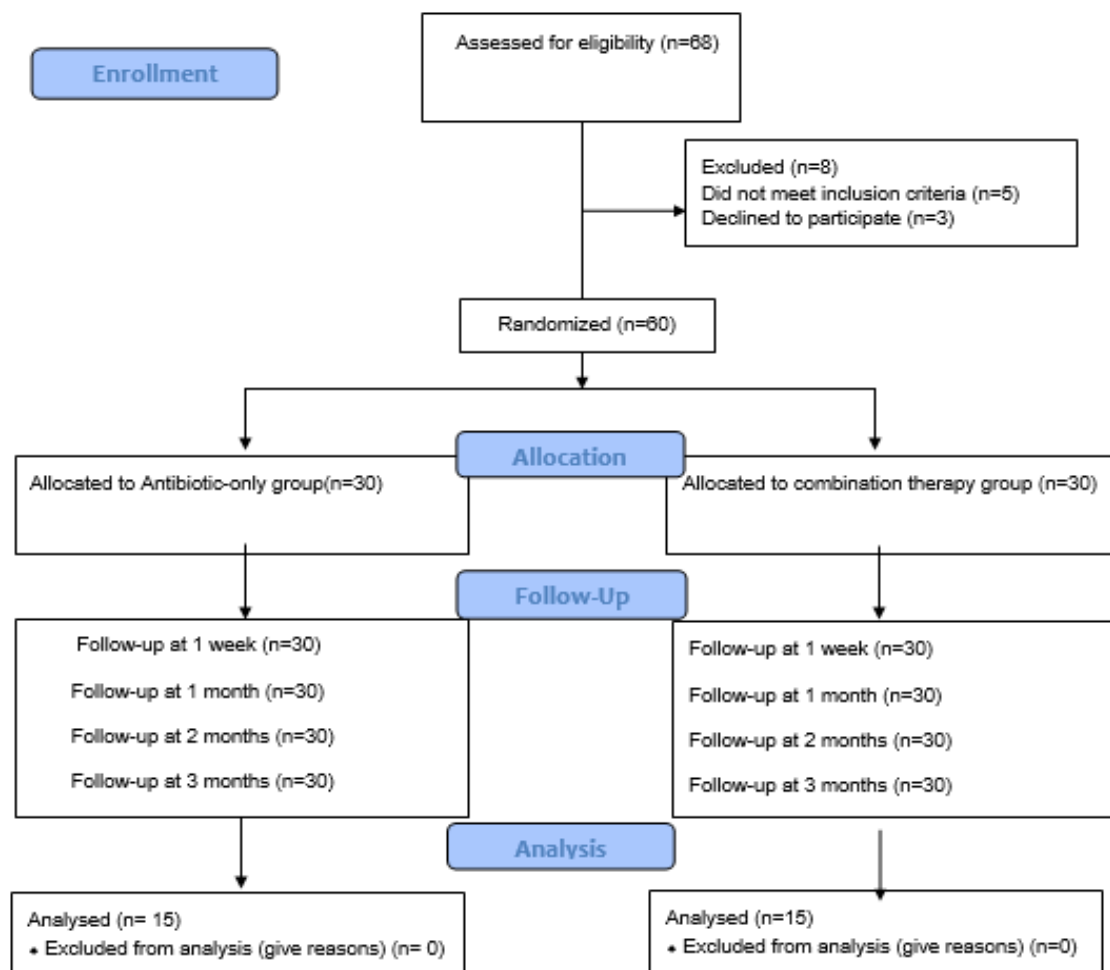 Assessed for eligibility (n=68)
Enrollment
Excluded (n=8)
Did not meet inclusion criteria (n=5)
Declined to participate (n=3)
Randomized (n=60)
Allocation
Allocated to Antibiotic-only group(n=30)
Allocated to combination therapy group (n=30)
Follow-Up
Follow-up at 1 week (n=30)
Follow-up at 1 month (n=30)
Follow-up at 2 months (n=30)
Follow-up at 3 months (n=30)
Follow-up at 1 week (n=30)
Follow-up at 1 month (n=30)
Follow-up at 2 months (n=30)
Follow-up at 3 months (n=30)
Analysis
Analysed (n= 15)
• Excluded from analysis (give reasons) (n= 0)
Analysed (n=15)
• Excluded from analysis (give reasons) (n=0)